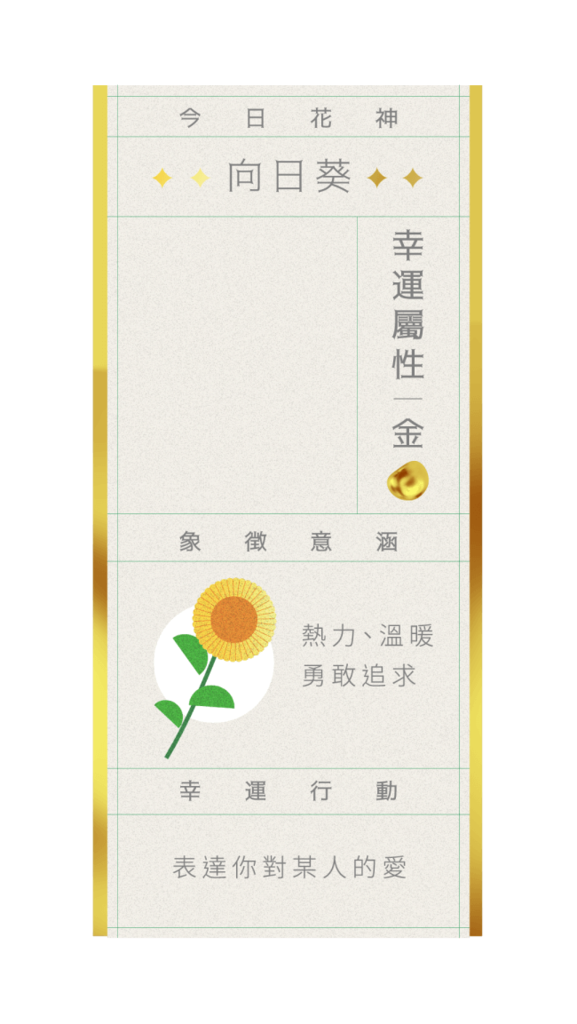 今日花神
向日葵
幸運屬性｜金
象徵意涵
熱力、溫暖
勇敢追求
幸運行動
表達你對某人的愛